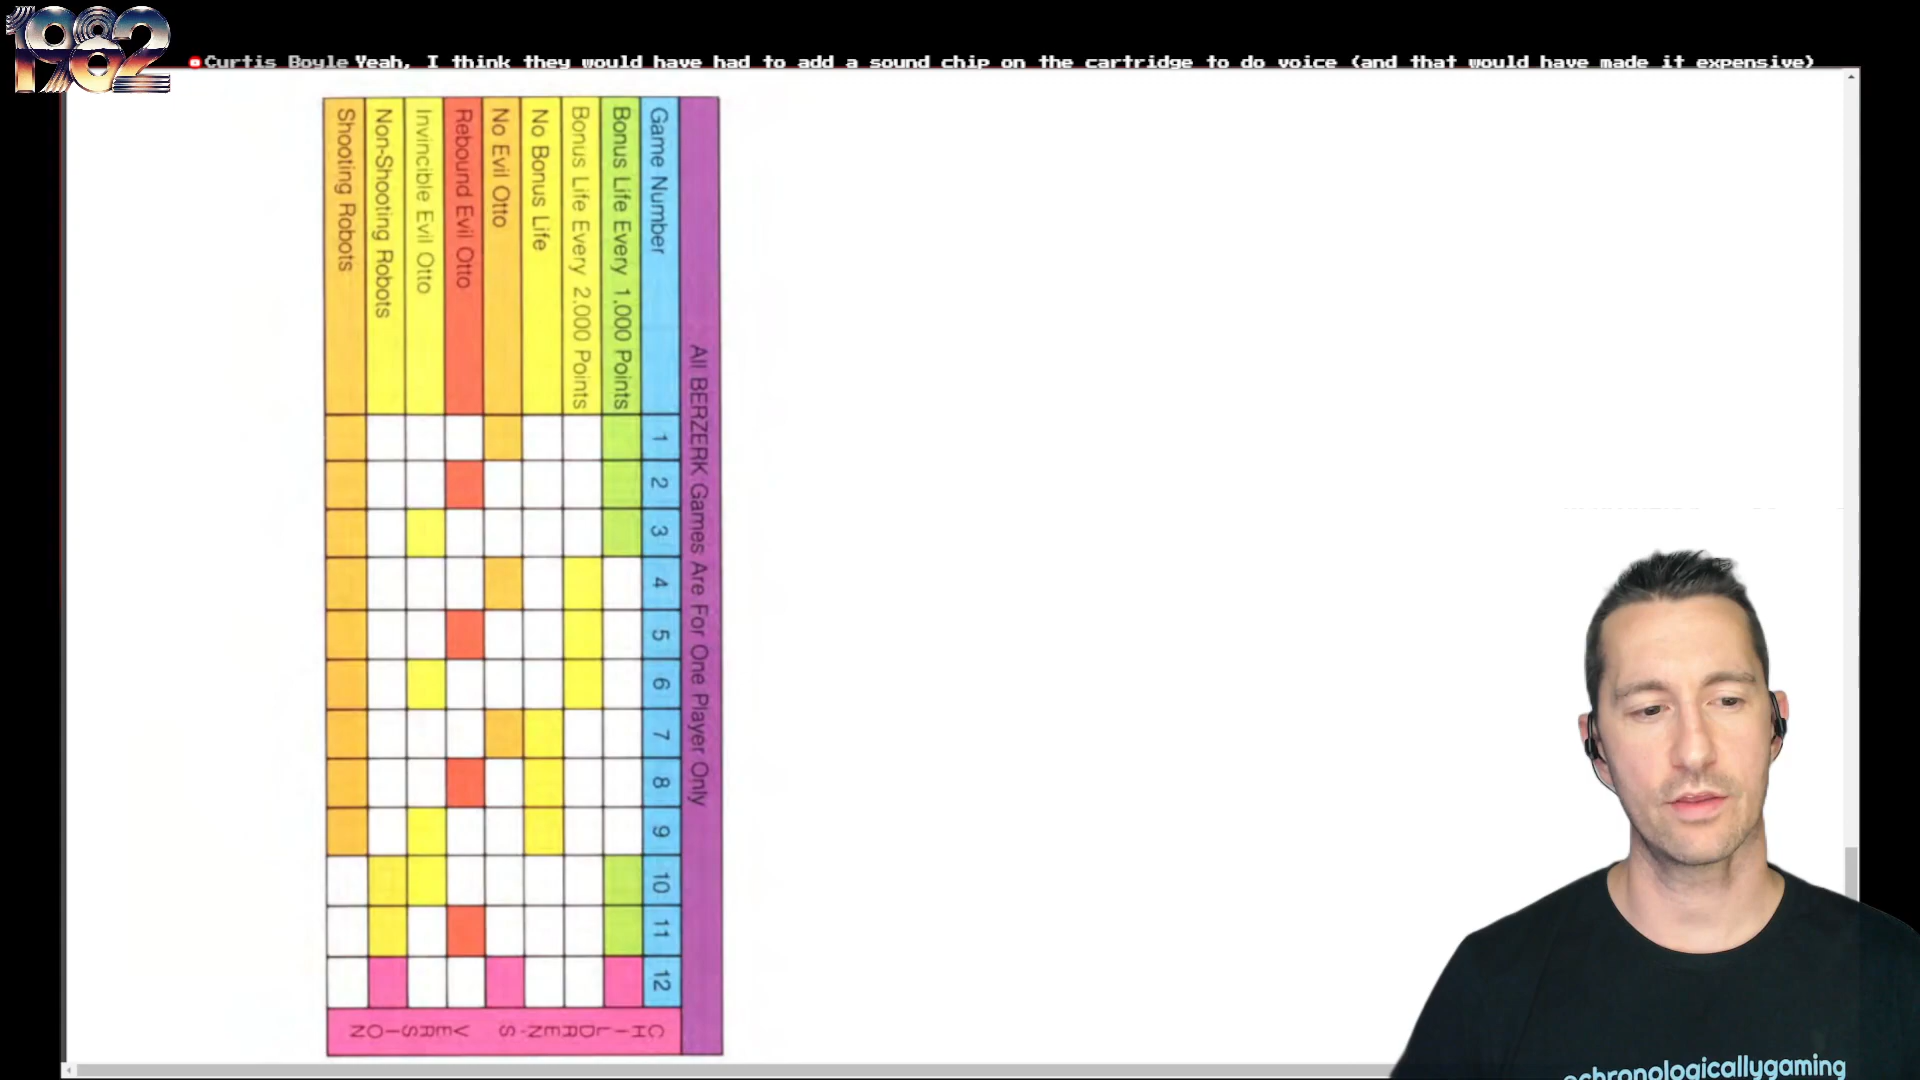 1982
Curtis Boyle Yeah, I think they would have had to add a sound chip on the cartridge to do voice (and that would have made it expensive)
All BERZERK Games Are For One Player Only
Game Number 1 2 3 4 5 6 7 8 9 10 11 12
Bonus Life Every 1,000 Points
Bonus Life Every 2,000 Points
No Bonus Life
No Evil Otto
Rebound Evil Otto
Invincible Evil Otto
Non-Shooting Robots
Shooting Robots
CHILDREN'S VERSION
chronologicallygaming